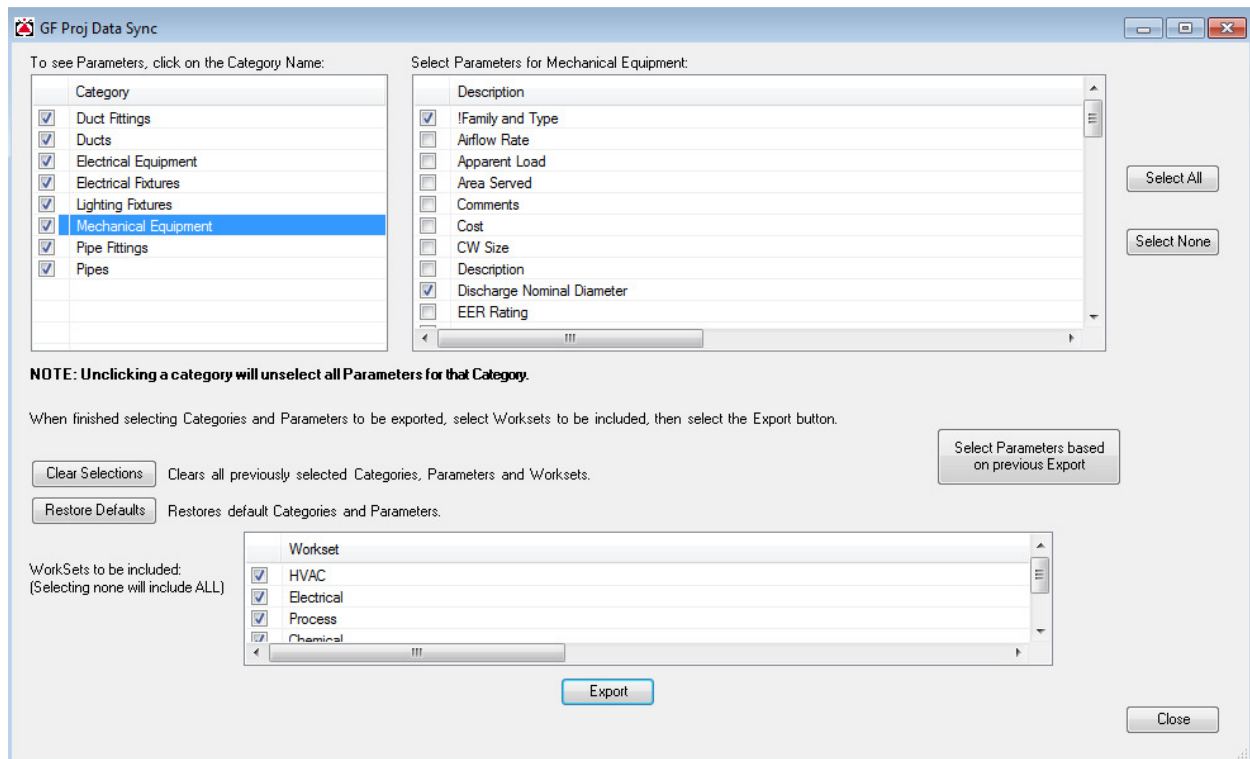 GF Proj Data Sync
To see Parameters, click on the Category Name:
Category
Duct Fittings
Ducts
Electrical Equipment
Electrical Fixtures
Lighting Fixtures
Mechanical Equipment
Pipe Fittings
Pipes
Select Parameters for Mechanical Equipment:
Description
!Family and Type
Airflow Rate
Apparent Load
Area Served
Comments
Cost
CW Size
Description
Discharge Nominal Diameter
EER Rating
Select All
Select None
NOTE: Unclicking a category will unselect all Parameters for that Category.
When finished selecting Categories and Parameters to be exported, select Worksets to be included, then select the Export button.
Select Parameters based
on previous Export
Clear Selections Clears all previously selected Categories, Parameters and Worksets.
Restore Defaults Restores default Categories and Parameters.
WorkSets to be included:
(Selecting none will include ALL)
Workset
HVAC
Electrical
Process
Chemical
Export
Close